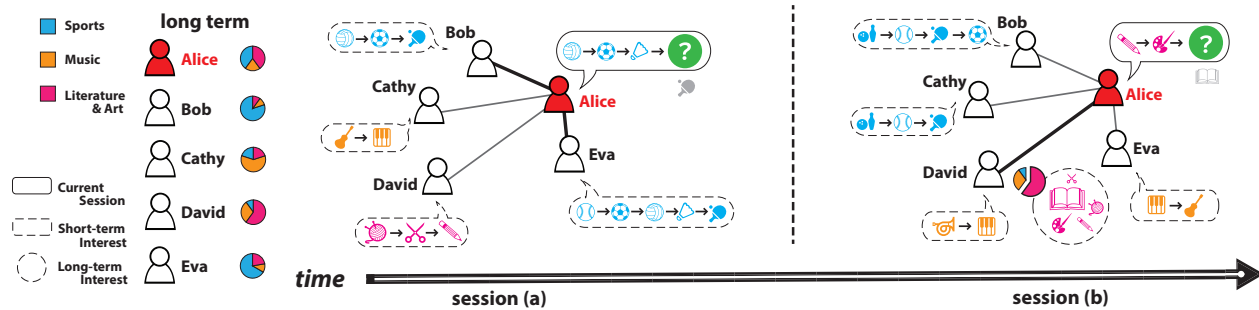 Sports
Music
Literature
& Art
Current
Session
Short-term
Interest
Long-term
Interest
long term
Alice
Bob
Cathy
David
Eva
Bob
Cathy
David
Alice
Eva
?
time
session (a)
Bob
Cathy
David
Alice
Eva
?
session (b)